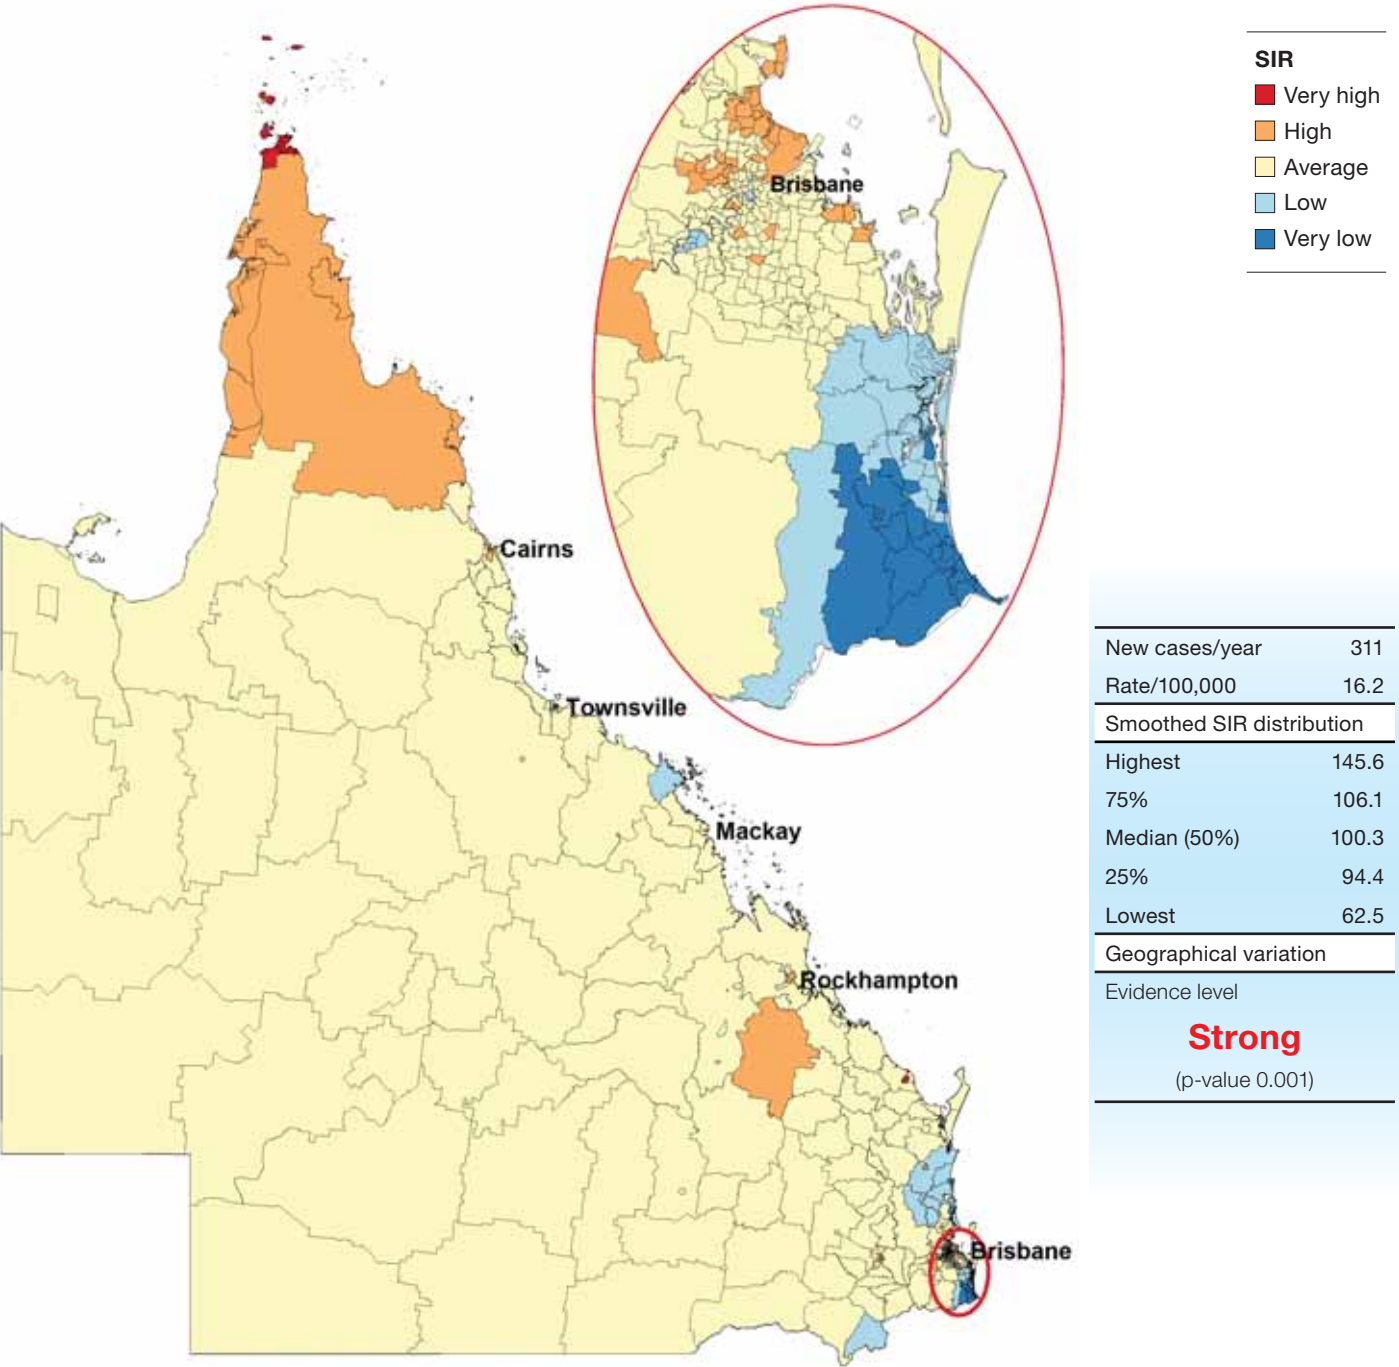 Brisbane
Cairns
Townsville
Mackay
Rockhampton
Brisbane
SIR
Very high
High
Average
Low
Very low
New cases/year 311
Rate/100,000 16.2
Smoothed SIR distribution
Highest 145.6
75% 106.1
Median (50%) 100.3
25% 94.4
Lowest 62.5
Geographical variation
Evidence level
Strong
(p-value 0.001)